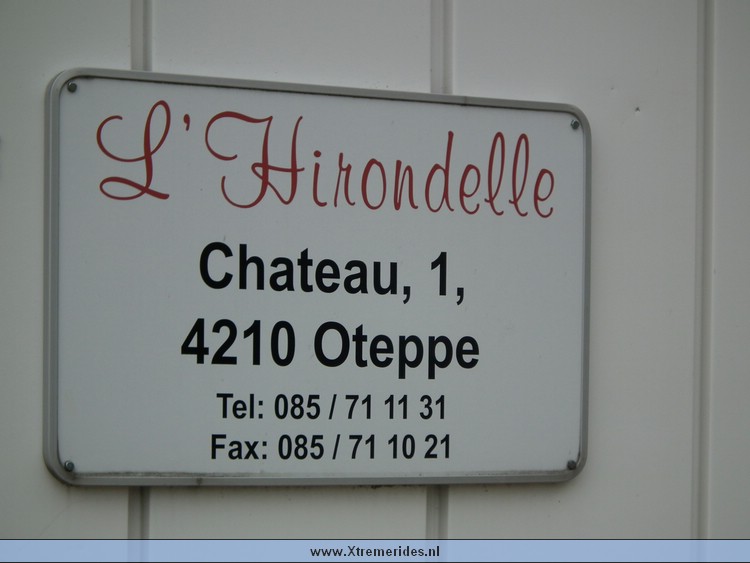 L'Hirondelle
Chateau, 1,
4210 Oteppe
Tel: 085 / 71 11 31
Fax: 085 / 71 10 21
www.Xtremerides.nl